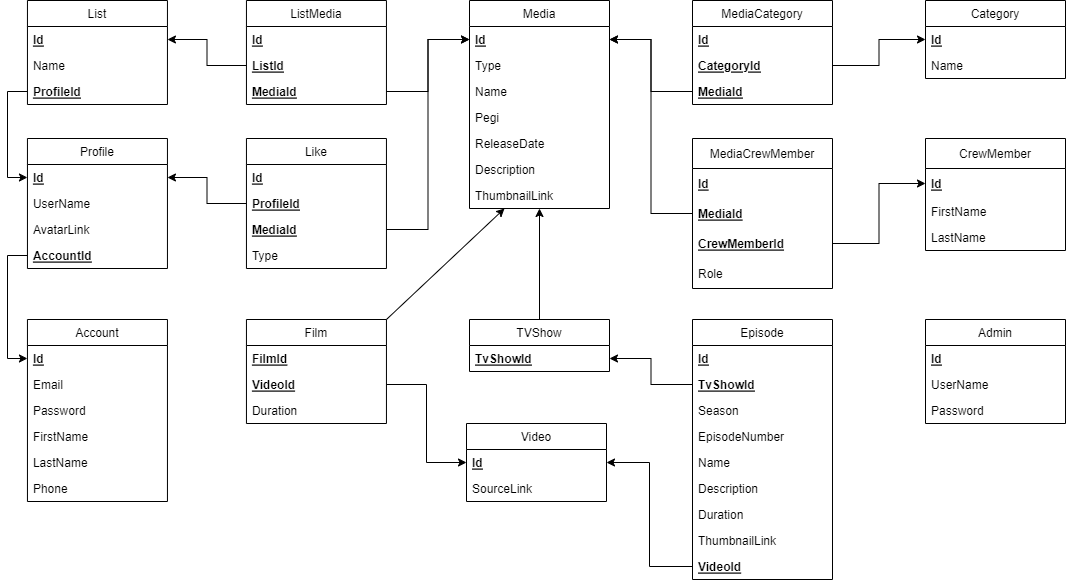 List
Id
Name
ProfileId
ListMedia
Id
ListId
MediaId
Media
Id
Type
Name
Pegi
ReleaseDate
Description
ThumbnailLink
MediaCategory
Id
CategoryId
MediaId
Category
Id
Name
Profile
Id
UserName
AvatarLink
AccountId
Like
Id
ProfileId
MediaId
Type
MediaCrewMember
Id
MediaId
CrewMemberId
Role
CrewMember
Id
FirstName
LastName
Account
Id
Email
Password
FirstName
LastName
Phone
Film
FilmId
VideoId
Duration
TVShow
TvShowId
Video
Id
SourceLink
Episode
Id
TvShowId
Season
EpisodeNumber
Name
Description
Duration
ThumbnailLink
VideoId
Admin
Id
UserName
Password